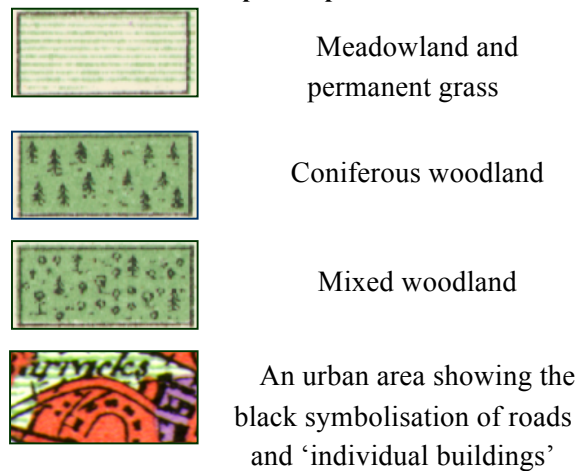 Meadowland and
permanent grass
Coniferous woodland
Mixed woodland
An urban area showing the
black symbolisation of roads
and ‘individual buildings’